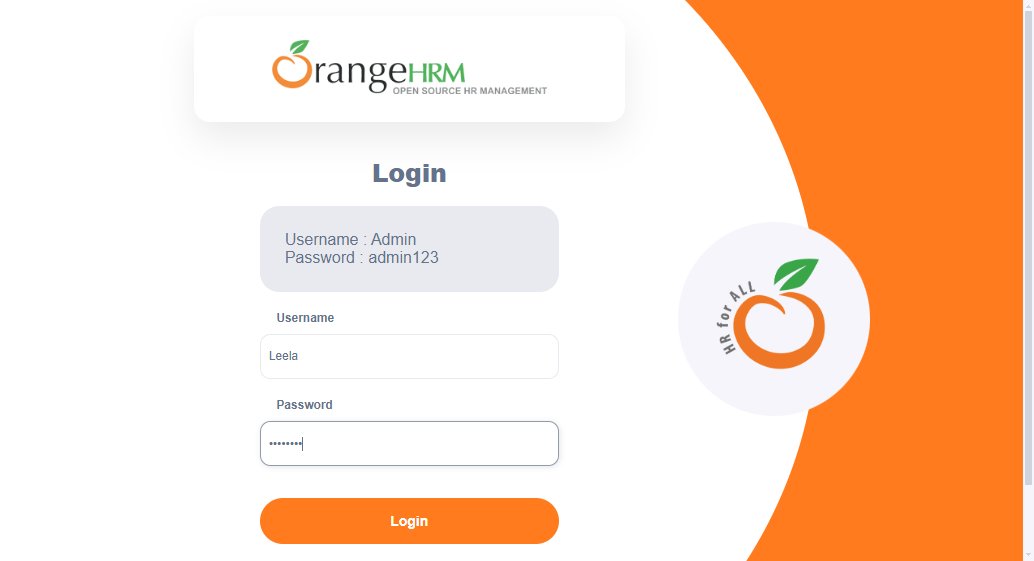 OrangeHRM
OPEN SOURCE HR MANAGEMENT
Login
Username : Admin
Password : admin123
Username
Leela
Password
••••••••
Login
HR for ALL